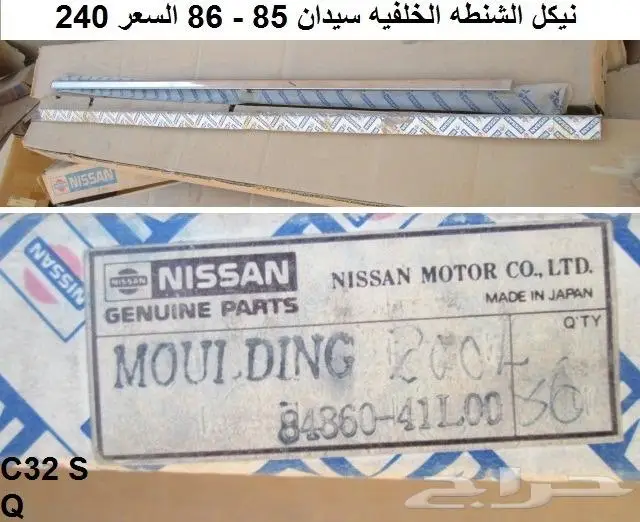 نيكل الشنطه الخلفيه سيدان 85 - 86 السعر 240
NISSAN
NISSAN
NISSAN MOTOR CO., LTD.
GENUINE PARTS
MADE IN JAPAN
Q'TY
MOULDING
84860-41L00
86
C32 S
Q
حراج